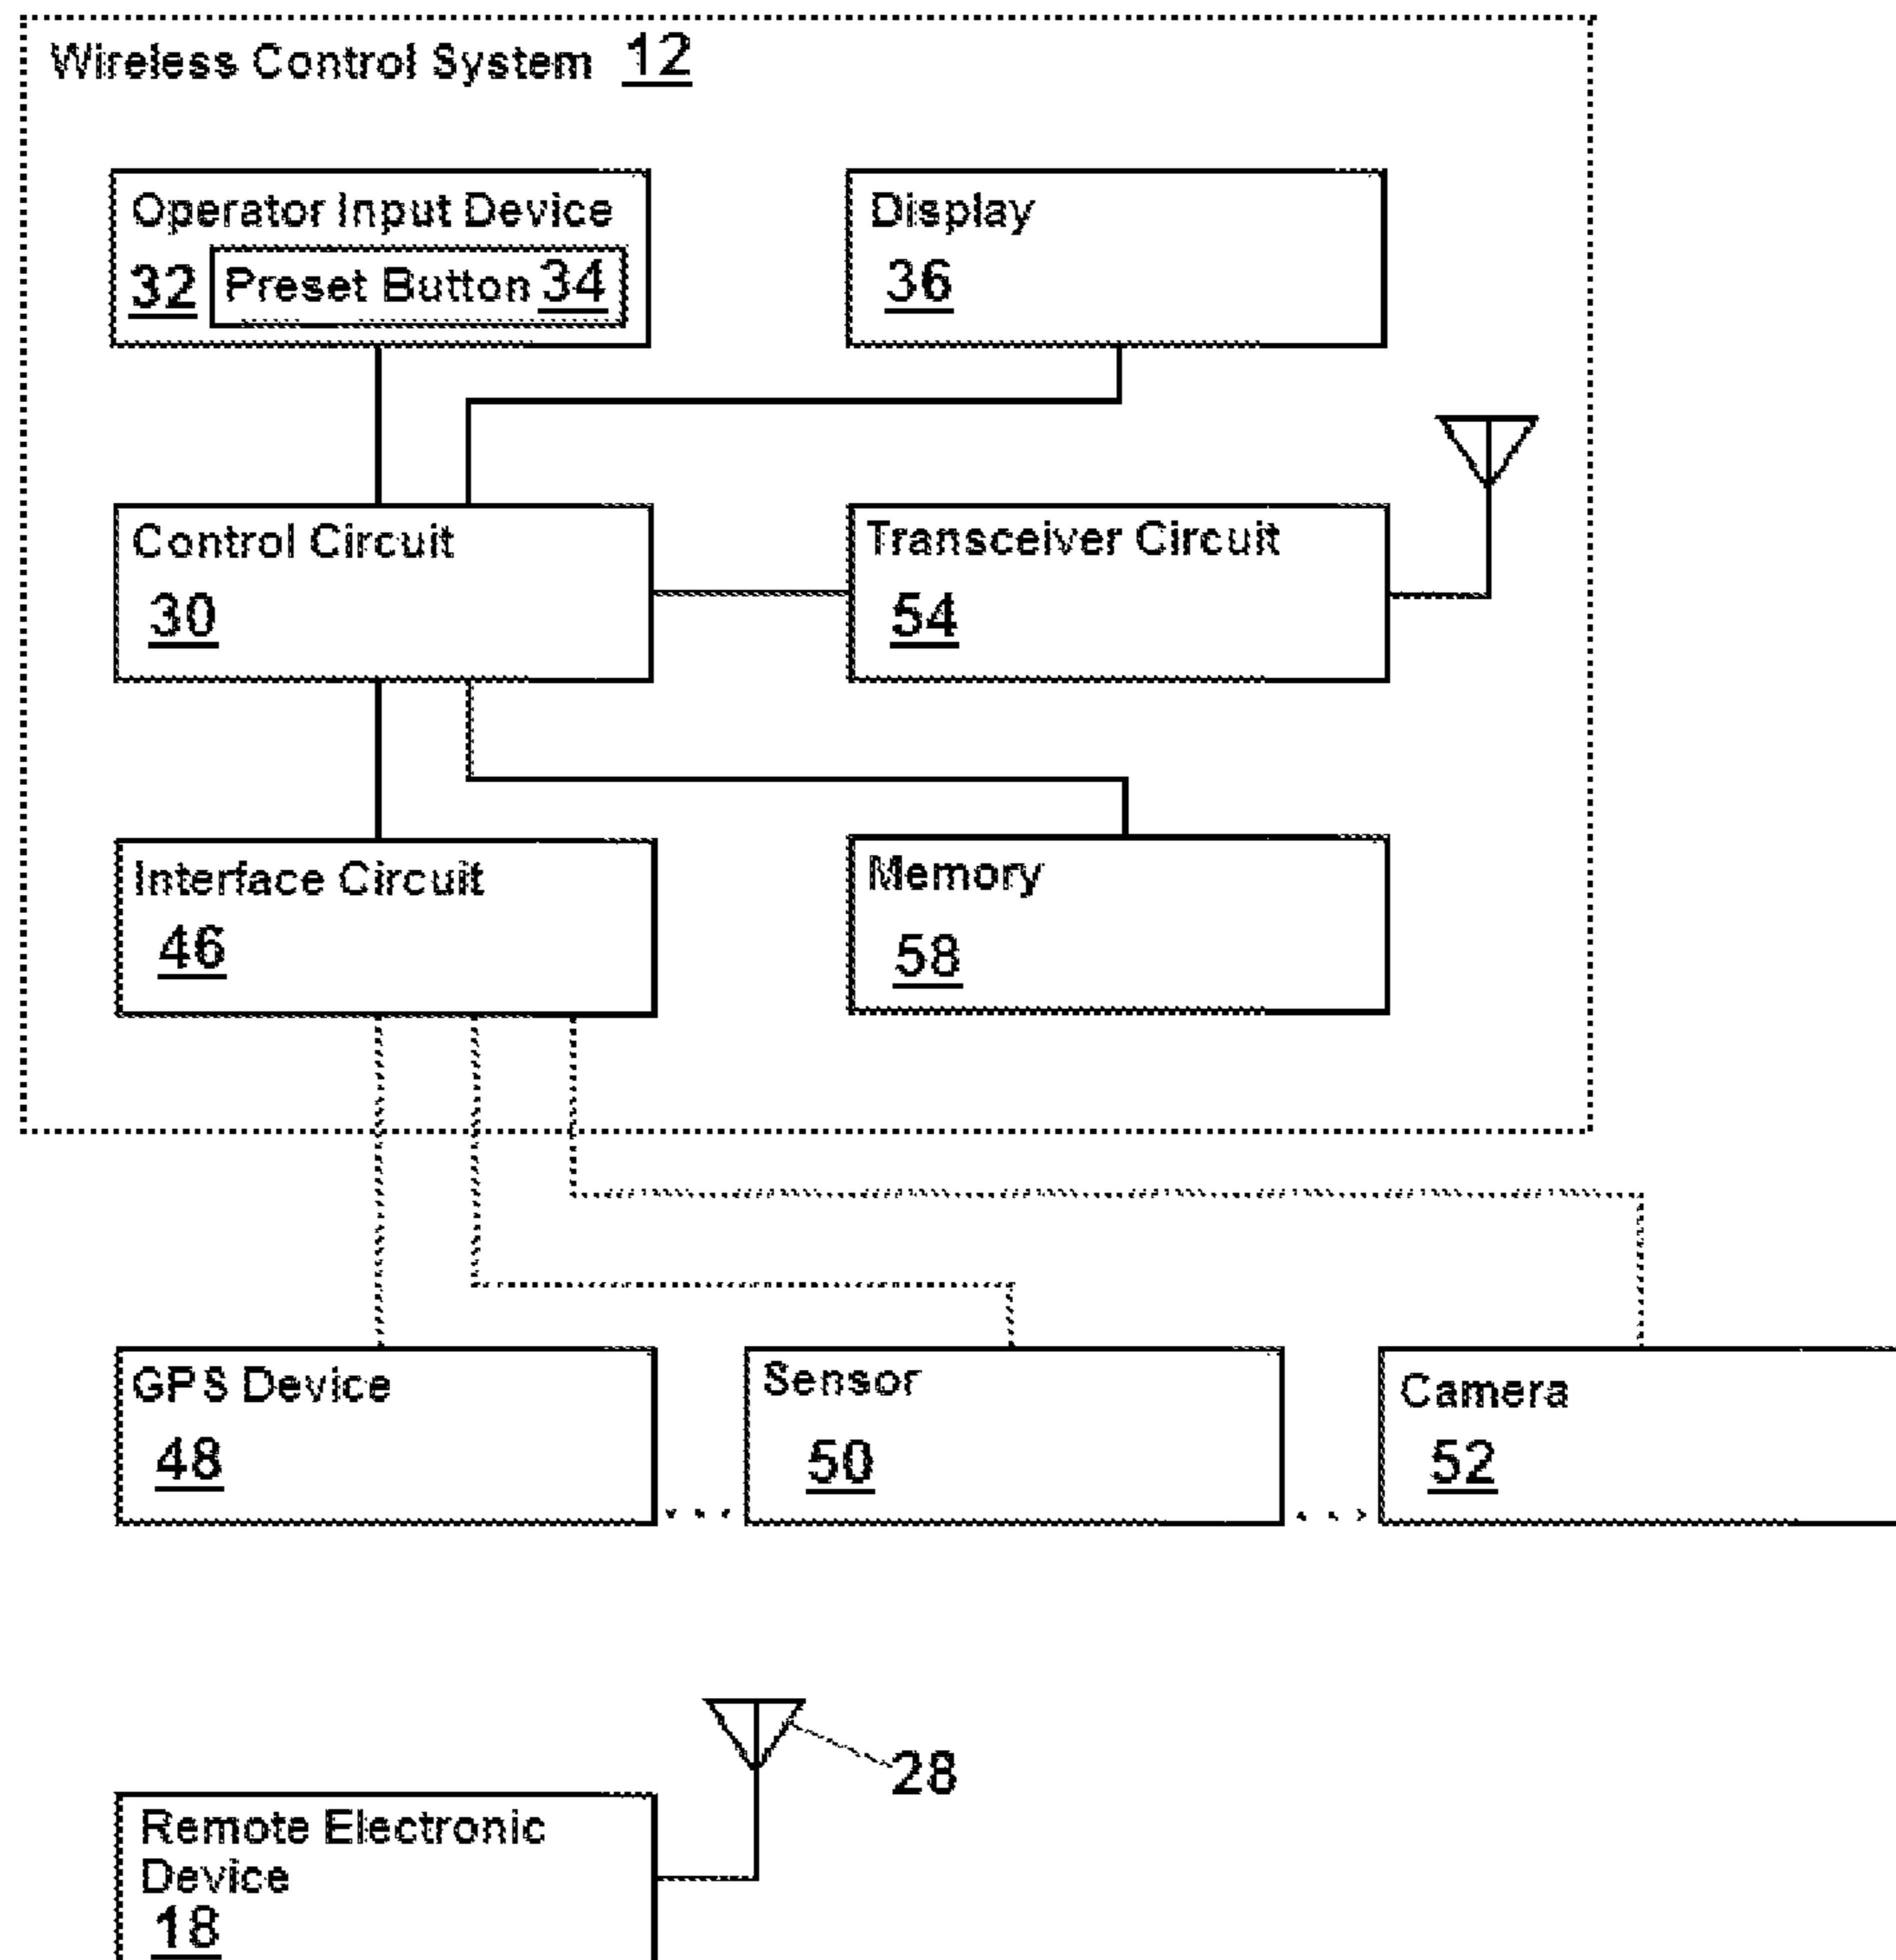 Wireless Control System 12
Operator Input Device
32 Preset Button 34
Display
36
Control Circuit
30
Transceiver Circuit
54
Interface Circuit
46
Memory
58
GPS Device
48
. . .
Sensor
50
. . .
Camera
52
28
Remote Electronic
Device
18